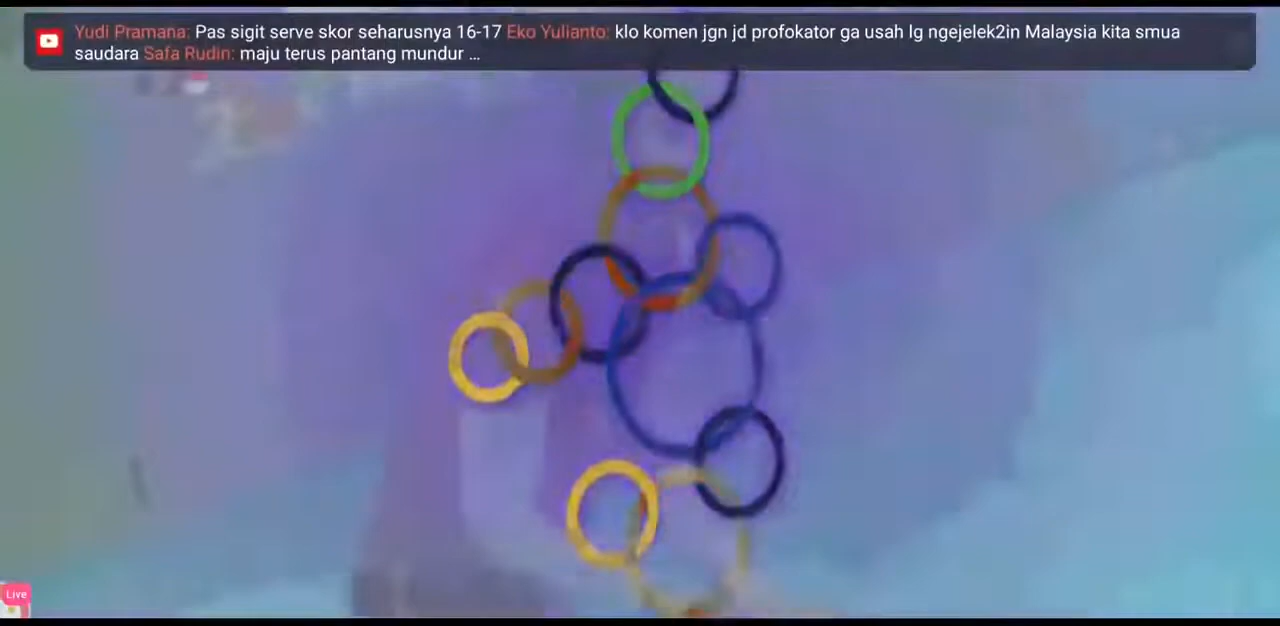 Yudi Pramana: Pas sigit serve skor seharusnya 16-17 Eko Yulianto: klo komen jgn jd profokator ga usah lg ngejelek2in Malaysia kita smua
saudara Safa Rudin: maju terus pantang mundur ...
Live